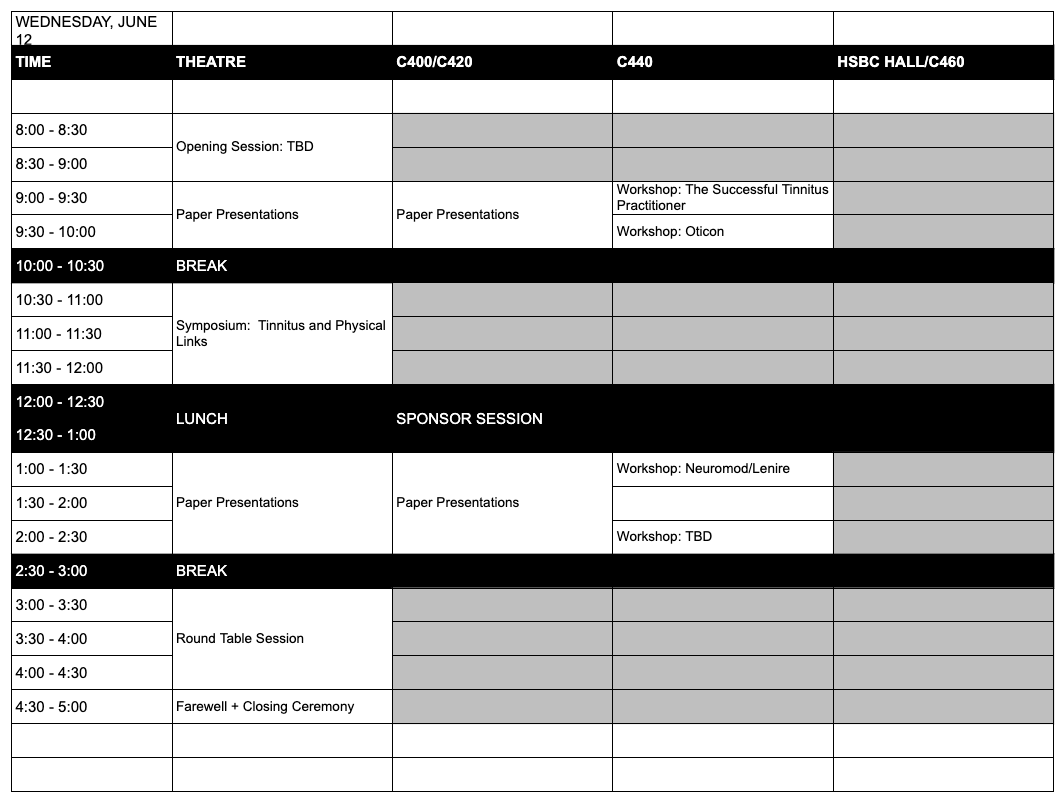 WEDNESDAY, JUNE
12
TIME THEATRE C400/C420 C440 HSBC HALL/C460
8:00 - 8:30
Opening Session: TBD
8:30 - 9:00
9:00 - 9:30
Paper Presentations
Paper Presentations
Workshop: The Successful Tinnitus
Practitioner
9:30 - 10:00
Workshop: Oticon
10:00 - 10:30 BREAK
10:30 - 11:00
11:00 - 11:30
Symposium:  Tinnitus and Physical
Links
11:30 - 12:00
12:00 - 12:30
LUNCH SPONSOR SESSION
12:30 - 1:00
1:00 - 1:30 Workshop: Neuromod/Lenire
1:30 - 2:00 Paper Presentations Paper Presentations
2:00 - 2:30 Workshop: TBD
2:30 - 3:00 BREAK
3:00 - 3:30
3:30 - 4:00 Round Table Session
4:00 - 4:30
4:30 - 5:00 Farewell + Closing Ceremony